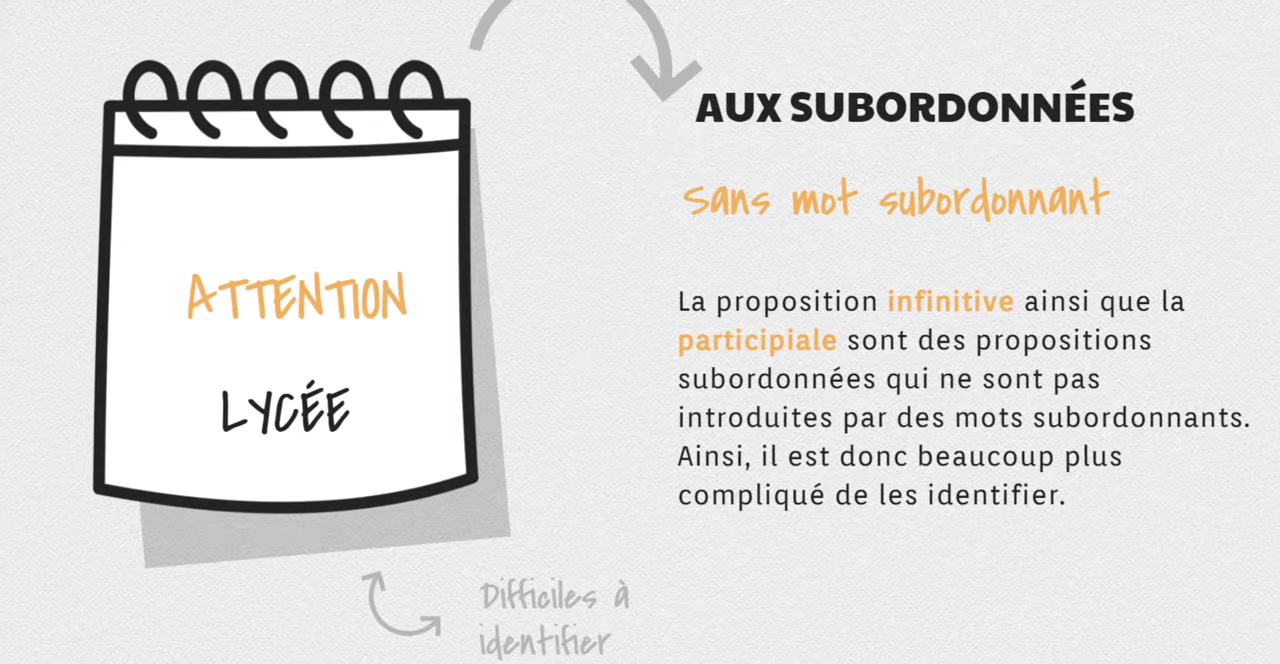 ATTENTION
LYCÉE
AUX SUBORDONNÉES
Sans mot subordonnant
La proposition infinitive ainsi que la
participiale sont des propositions
subordonnées qui ne sont pas
introduites par des mots subordonnants.
Ainsi, il est donc beaucoup plus
compliqué de les identifier.
Difficiles à
identifier